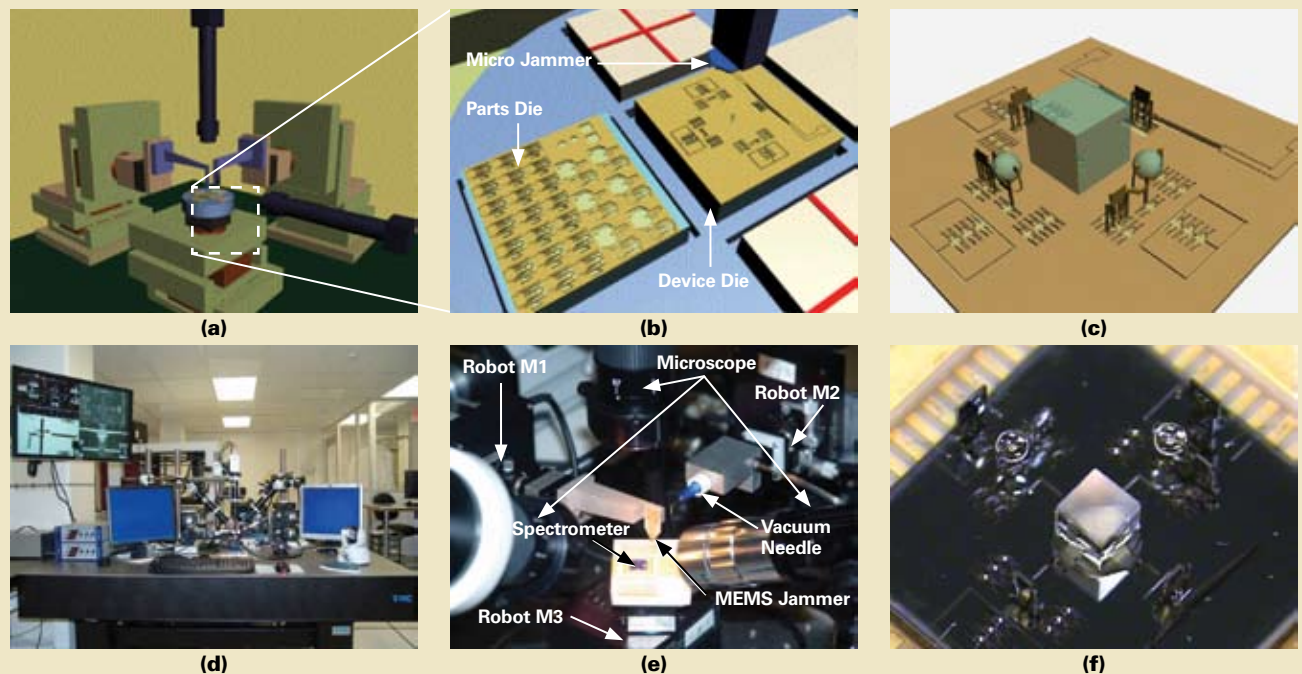 Micro Jammer
Parts Die
Device Die
(a)
(b)
(c)
Robot M1
Microscope
Robot M2
Spectrometer
Vacuum
Needle
MEMS Jammer
Robot M3
(d)
(e)
(f)